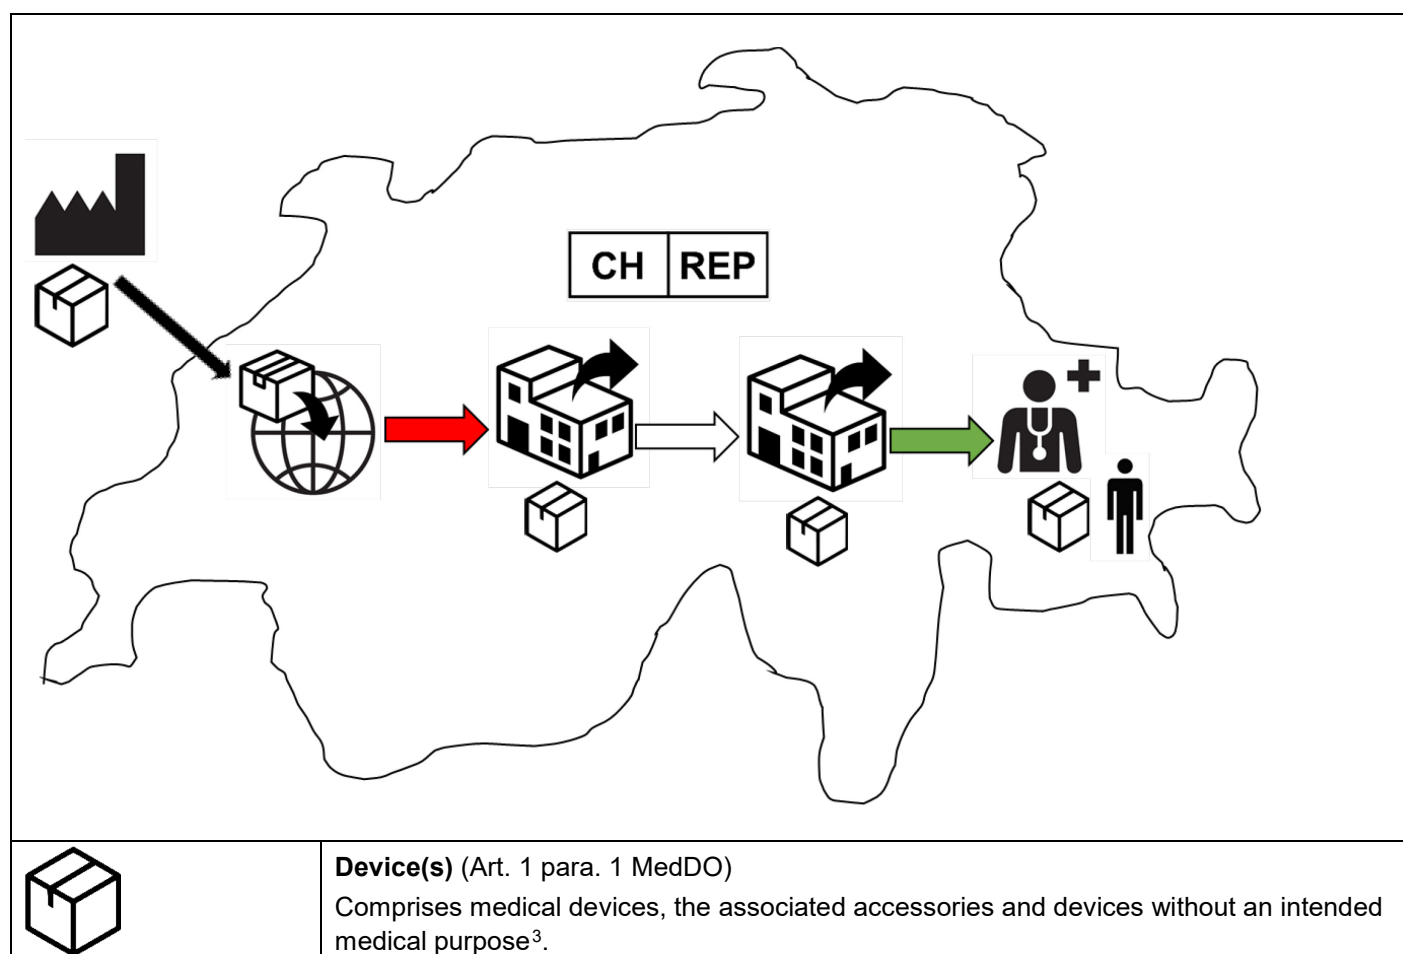 CH REP
Device(s) (Art. 1 para. 1 MedDO)
Comprises medical devices, the associated accessories and devices without an intended
medical purpose³.